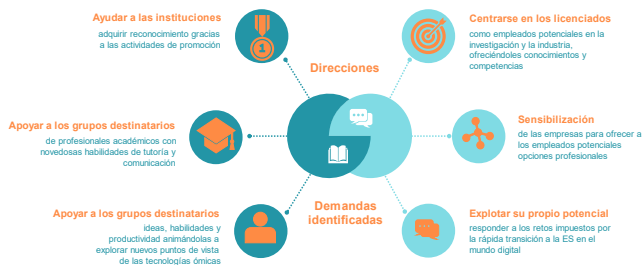 Ayudar a las instituciones
adquirir reconocimiento gracias
a las actividades de promoción
1
Apoyar a los grupos destinatarios
de profesionales académicos con
novedosas habilidades de tutoría y
comunicación
Apoyar a los grupos destinatarios
ideas, habilidades y
productividad animándolas a
explorar nuevos puntos de vista
de las tecnologías ómicas
Direcciones
Demandas
identificadas
Centrarse en los licenciados
como empleados potenciales en la
investigación y la industria,
ofreciéndoles conocimientos y
competencias
Sensibilización
de las empresas para ofrecer a
los empleados potenciales
opciones profesionales
Explotar su propio potencial
responder a los retos impuestos por
la rápida transición a la ES en el
mundo digital